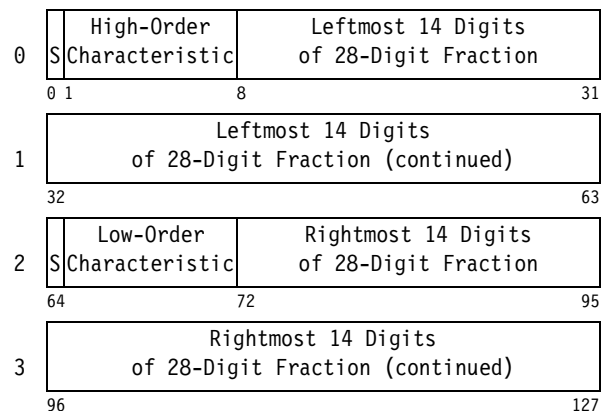 High-Order Leftmost 14 Digits
0 S Characteristic of 28-Digit Fraction
0 1 8 31
Leftmost 14 Digits
1 of 28-Digit Fraction (continued)
32 63
Low-Order Rightmost 14 Digits
2 S Characteristic of 28-Digit Fraction
64 72 95
Rightmost 14 Digits
3 of 28-Digit Fraction (continued)
96 127